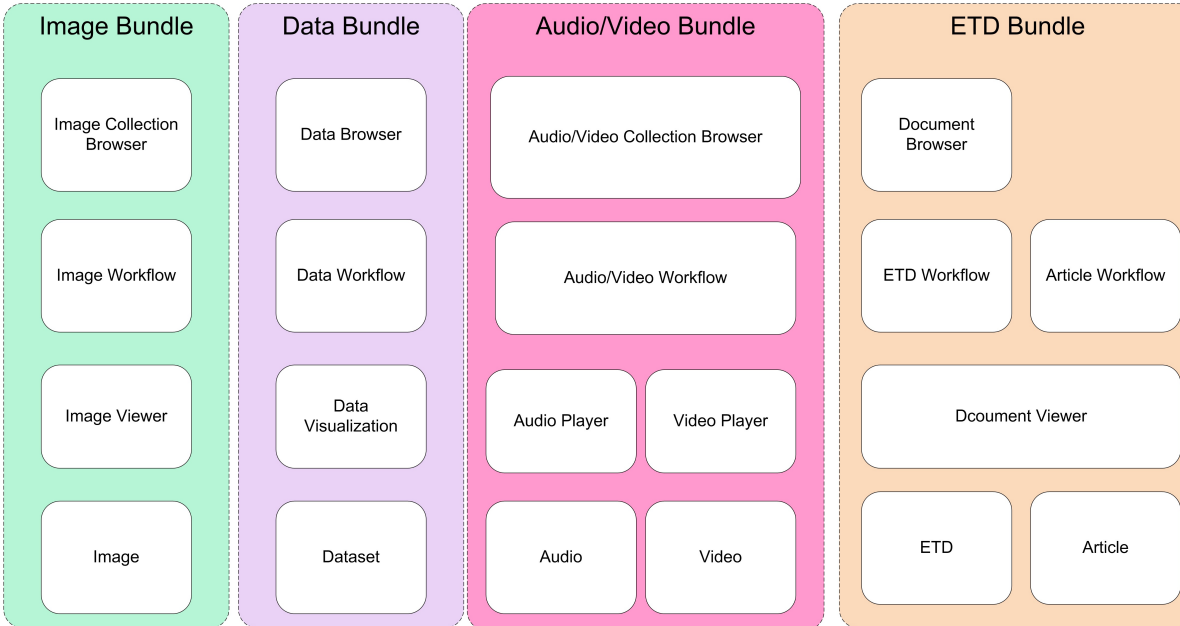 Image Bundle
Image Collection
Browser
Image Workflow
Image Viewer
Image
Data Bundle
Data Browser
Data Workflow
Data
Visualization
Dataset
Audio/Video Bundle
Audio/Video Collection Browser
Audio/Video Workflow
Audio Player
Video Player
Audio
Video
ETD Bundle
Document
Browser
ETD Workflow
Article Workflow
Dcoument Viewer
ETD
Article